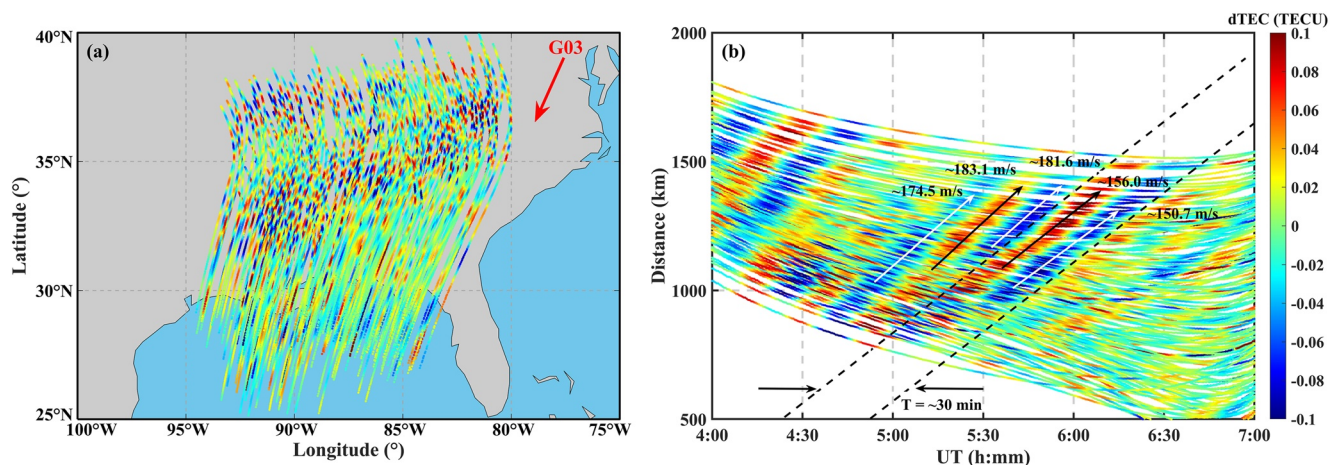 (a)
G03
40°N
35°N
30°N
25°N
100°W
95°W
90°W
85°W
80°W
75°W
Latitude (°)
Longitude (°)
(b)
dTEC (TECU)
2000
1500
1000
500
Distance (km)
~174.5 m/s
~183.1 m/s
~181.6 m/s
~156.0 m/s
~150.7 m/s
T = ~30 min
4:00
4:30
5:00
5:30
6:00
6:30
7:00
UT (h:mm)
0.1
0.08
0.06
0.04
0.02
0
-0.02
-0.04
-0.06
-0.08
-0.1